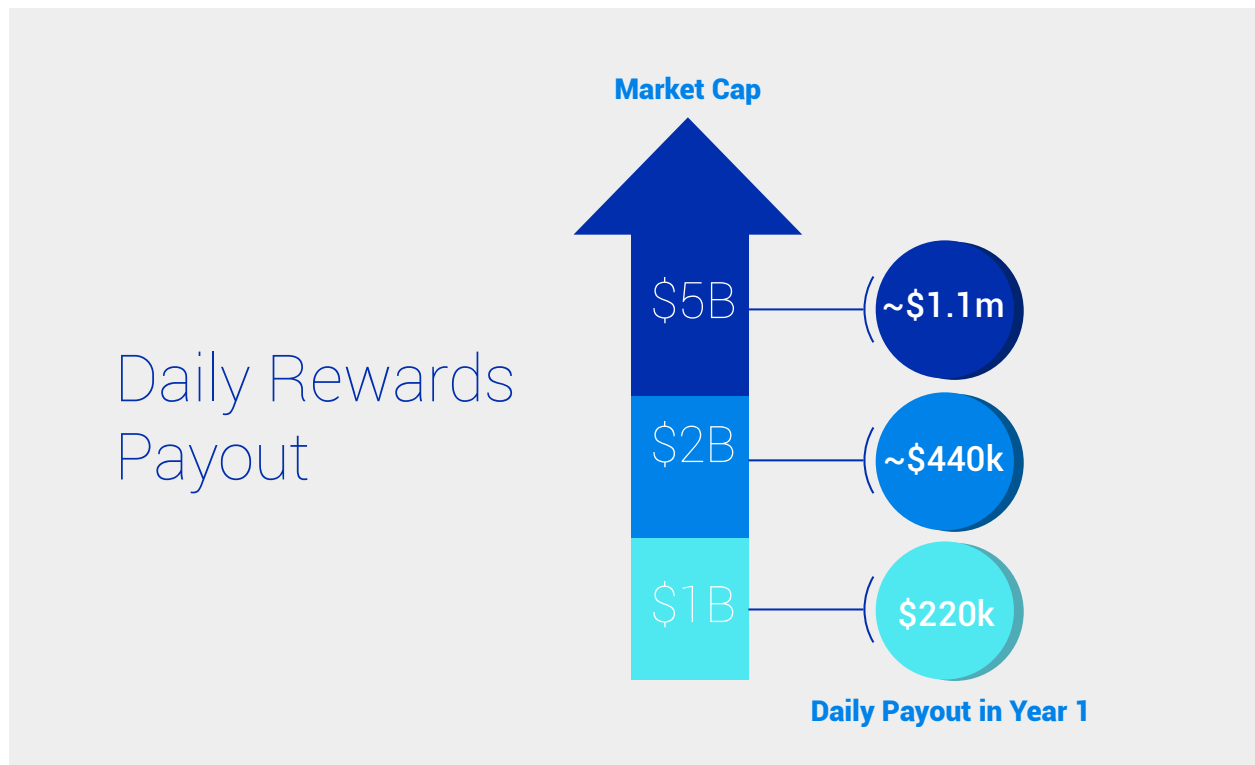 Market Cap
$5B
~$1.1m
Daily Rewards
Payout
$2B
~$440k
$1B
$220k
Daily Payout in Year 1